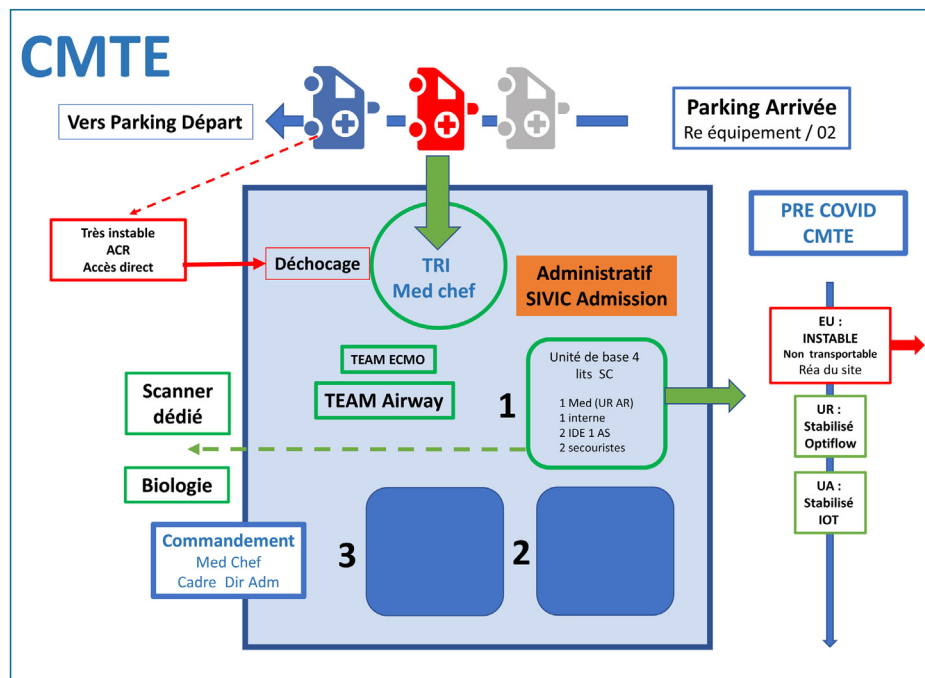 CMTE
Vers Parking Départ
Parking Arrivée
Re équipement / 02
Très instable
ACR
Accès direct
Déchocage
TRI
Med chef
Administratif
SIVIC Admission
PRE COVID
CMTE
EU :
INSTABLE
Non transportable
Réa du site
TEAM ECMO
TEAM Airway
1
Unité de base 4
lits SC
1 Med (UR AR)
1 interne
2 IDE 1 AS
2 secouristes
Scanner
dédié
UR :
Stabilisé
Optiflow
Biologie
UA :
Stabilisé
IOT
Commandement
Med Chef
Cadre Dir Adm
3
2